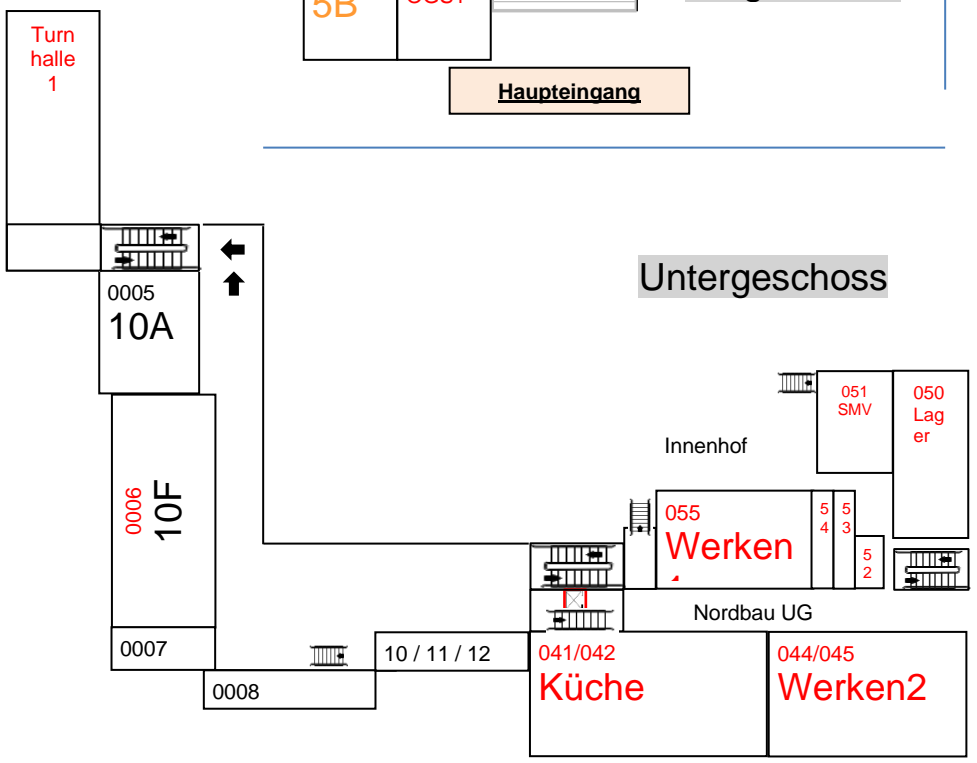 5B
Haupteingang
Turn
halle
1
Untergeschoss
0005
10A
051
SMV
050
Lag
er
Innenhof
0006
10F
055
Werken
5
4
5
3
5
2
Nordbau UG
0007
10 / 11 / 12
041/042
Küche
044/045
Werken2
0008